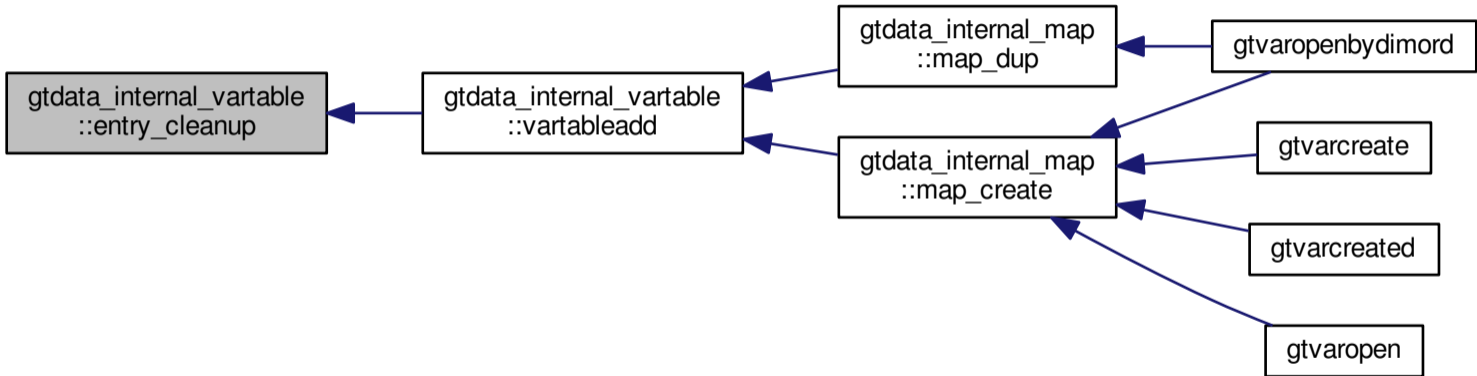 gtdata_internal_vartable
::entry_cleanup
gtdata_internal_vartable
::vartableadd
gtdata_internal_map
::map_dup
gtdata_internal_map
::map_create
gtvaropenbydimord
gtvarcreate
gtvarcreated
gtvaropen